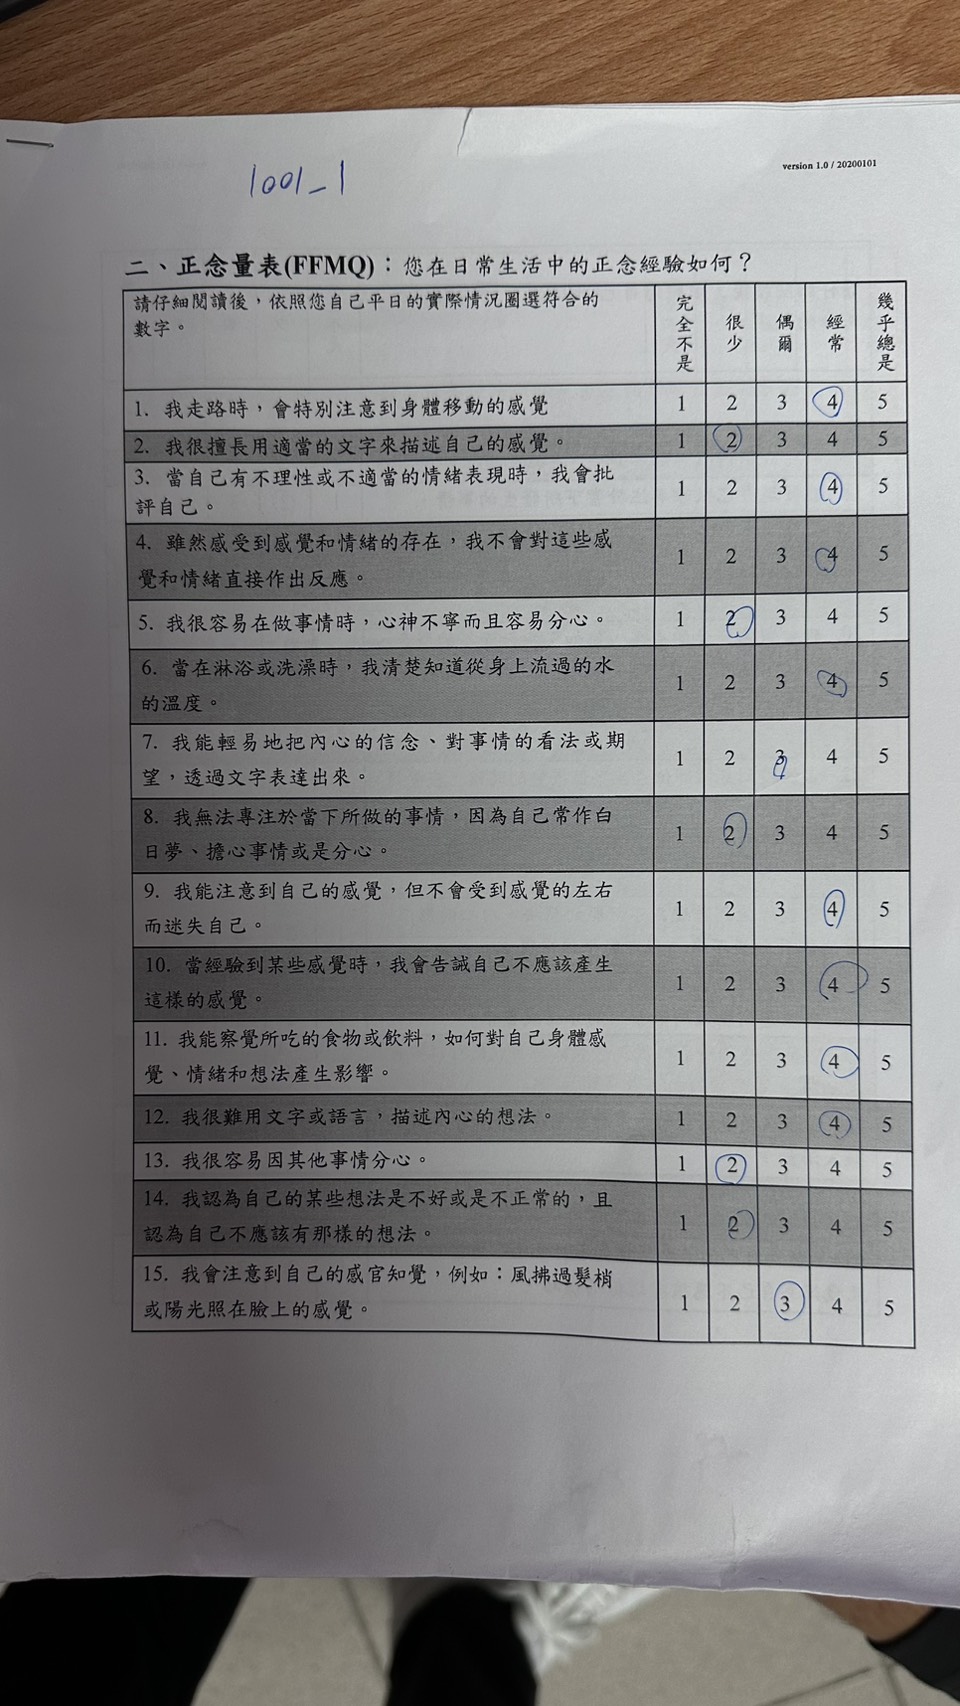 version 1.0 / 20200101
1001_1
二、正念量表(FFMQ)：您在日常生活中的正念經驗如何？
請仔細閱讀後，依照您自己平日的實際情況圈選符合的
數字。
完全不是 很少 偶爾 經常 幾乎總是
1. 我走路時，會特別注意到身體移動的感覺 1 2 3 4 5
2. 我很擅長用適當的文字來描述自己的感覺。 1 2 3 4 5
3. 當自己有不理性或不適當的情緒表現時，我會批
評自己。 1 2 3 4 5
4. 雖然感受到感覺和情緒的存在，我不會對這些感
覺和情緒直接作出反應。 1 2 3 4 5
5. 我很容易在做事情時，心神不寧而且容易分心。 1 2 3 4 5
6. 當在淋浴或洗澡時，我清楚知道從身上流過的水
的溫度。 1 2 3 4 5
7. 我能輕易地把內心的信念、對事情的看法或期
望，透過文字表達出來。 1 2 3 4 5
8. 我無法專注於當下所做的事情，因為自己常作白
日夢、擔心事情或是分心。 1 2 3 4 5
9. 我能注意到自己的感覺，但不會受到感覺的左右
而迷失自己。 1 2 3 4 5
10. 當經驗到某些感覺時，我會告誡自己不應該產生
這樣的感覺。 1 2 3 4 5
11. 我能察覺所吃的食物或飲料，如何對自己身體感
覺、情緒和想法產生影響。 1 2 3 4 5
12. 我很難用文字或語言，描述內心的想法。 1 2 3 4 5
13. 我很容易因其他事情分心。 1 2 3 4 5
14. 我認為自己的某些想法是不好或是不正常的，且
認為自己不應該有那樣的想法。 1 2 3 4 5
15. 我會注意到自己的感官知覺，例如：風拂過髮梢
或陽光照在臉上的感覺。 1 2 3 4 5